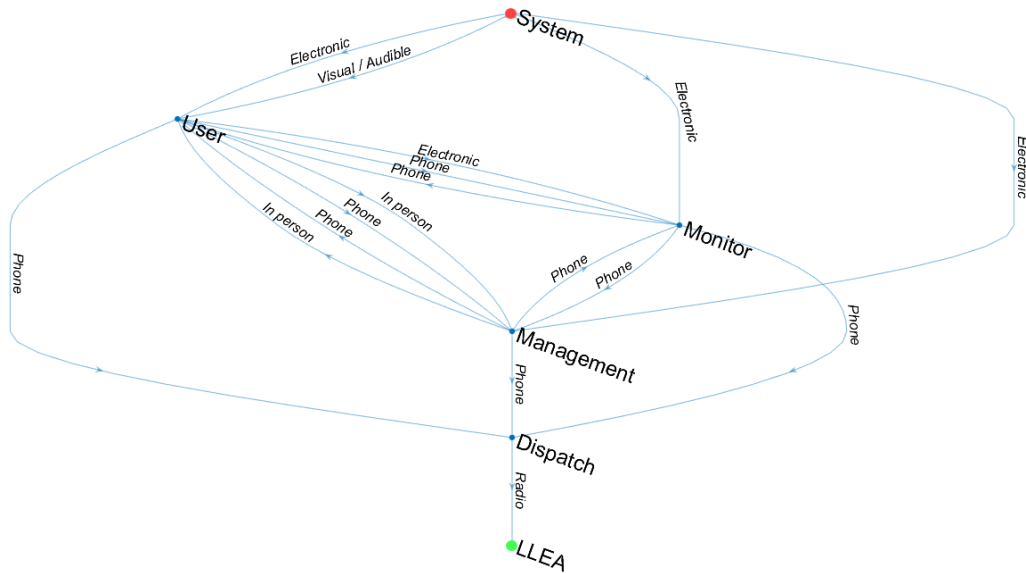 System
Electronic
Visual / Audible
Electronic
Electronic
User
Electronic
Phone
Phone
In person
Phone
Phone
In person
Monitor
Phone
Phone
Phone
Phone
Management
Phone
Dispatch
Radio
LLEA